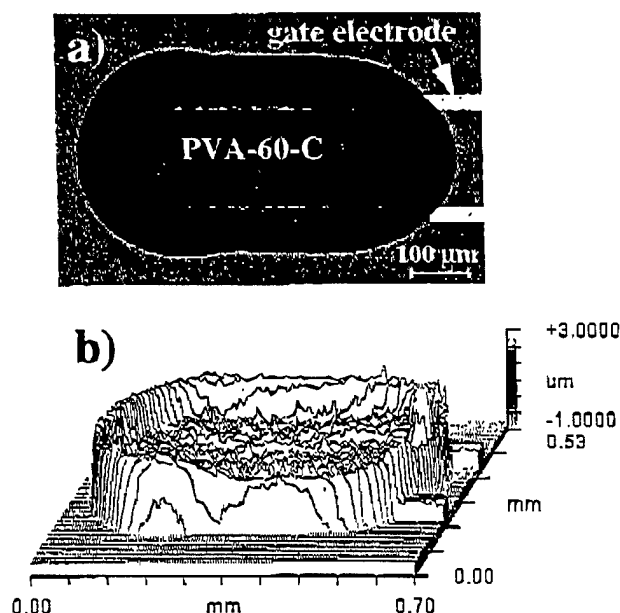 a)
gate electrode
PVA-60-C
100 μm
b)
+3.0000
um
-1.0000
0.53
mm
0.00
0.00 mm 0.70